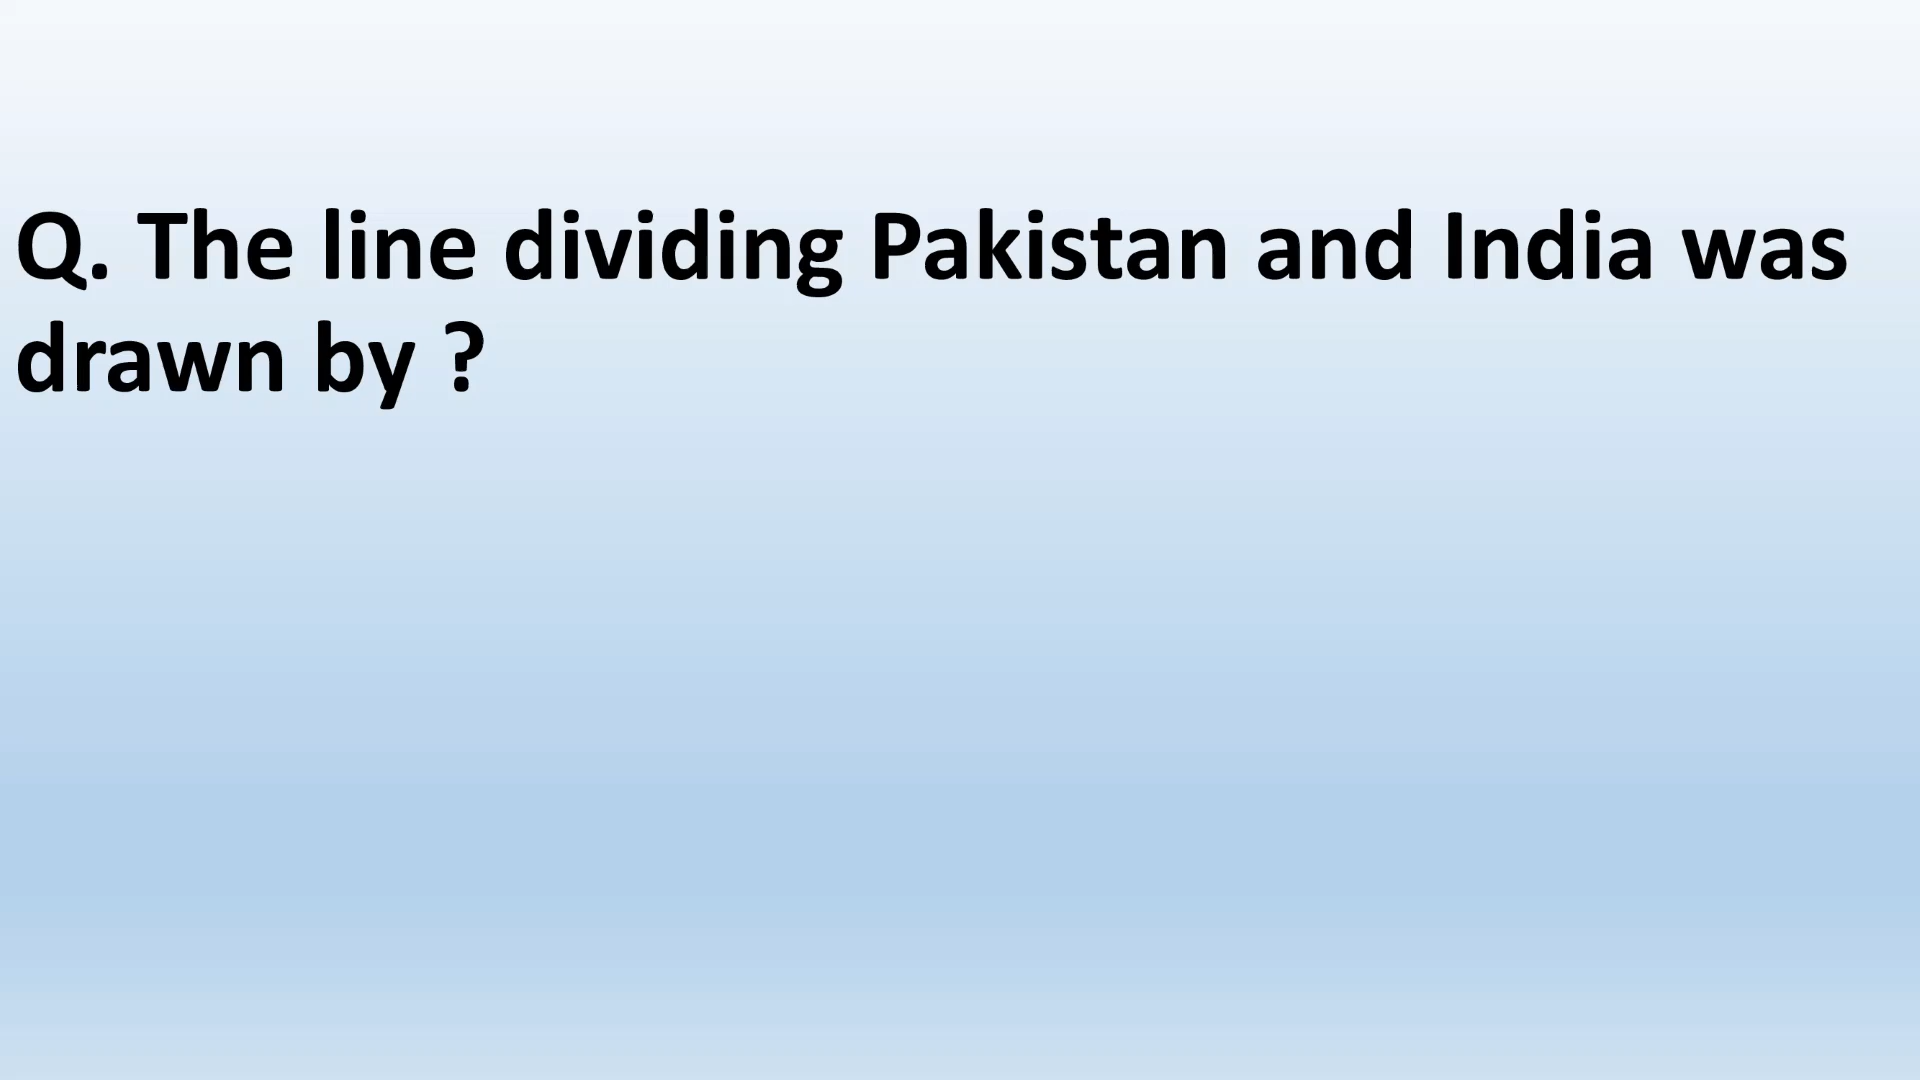 Q. The line dividing Pakistan and India was
drawn by ?